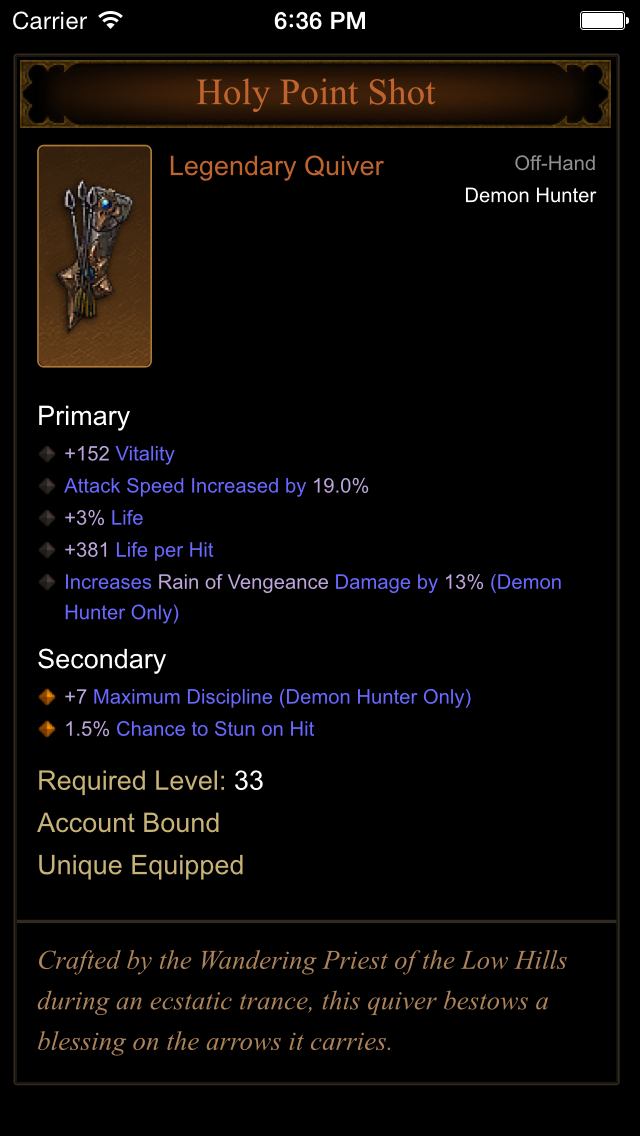 Carrier 6:36 PM
Holy Point Shot
Legendary Quiver
Off-Hand
Demon Hunter
Primary
+152 Vitality
Attack Speed Increased by 19.0%
+3% Life
+381 Life per Hit
Increases Rain of Vengeance Damage by 13% (Demon
Hunter Only)
Secondary
+7 Maximum Discipline (Demon Hunter Only)
1.5% Chance to Stun on Hit
Required Level: 33
Account Bound
Unique Equipped
Crafted by the Wandering Priest of the Low Hills
during an ecstatic trance, this quiver bestows a
blessing on the arrows it carries.